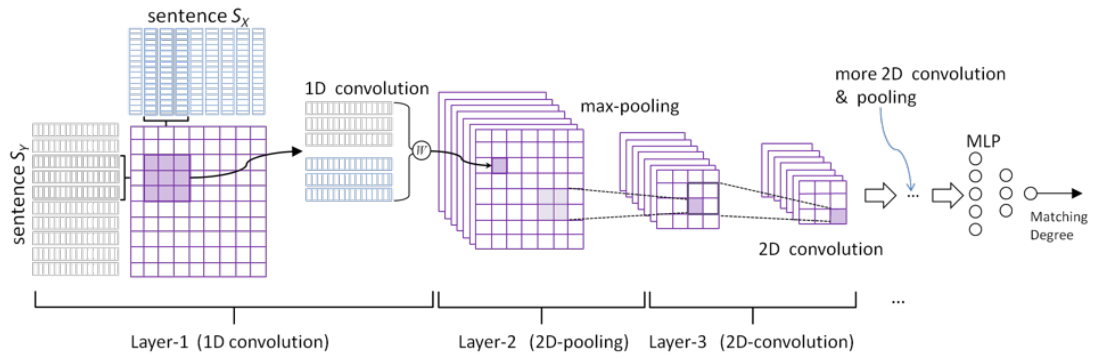 sentence S_X
sentence S_Y
1D convolution
W
max-pooling
more 2D convolution
& pooling
...
MLP
2D convolution
Matching
Degree
...
Layer-1 (1D convolution)
Layer-2 (2D-pooling)
Layer-3 (2D-convolution)